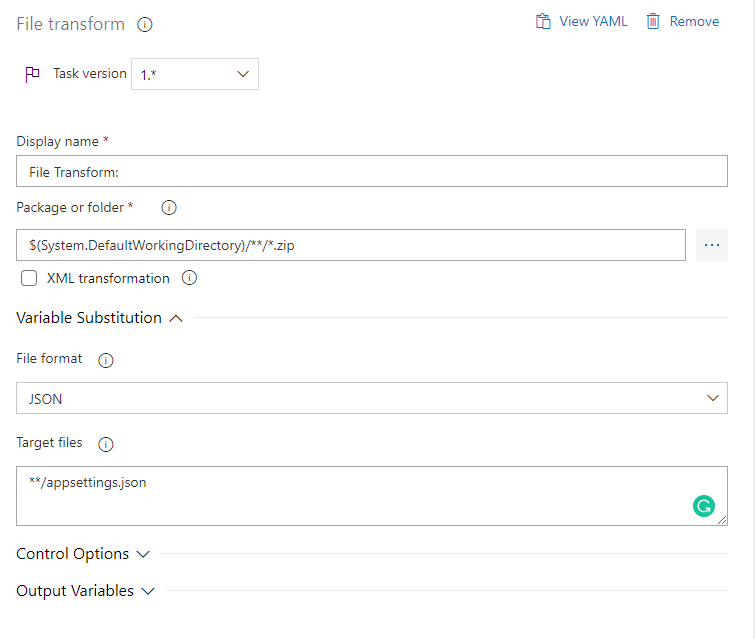 File transform
View YAML
Remove
Task version
1.*
Display name *
File Transform:
Package or folder *
$(System.DefaultWorkingDirectory)/**/*.zip
XML transformation
Variable Substitution
File format
JSON
Target files
**/appsettings.json
Control Options
Output Variables